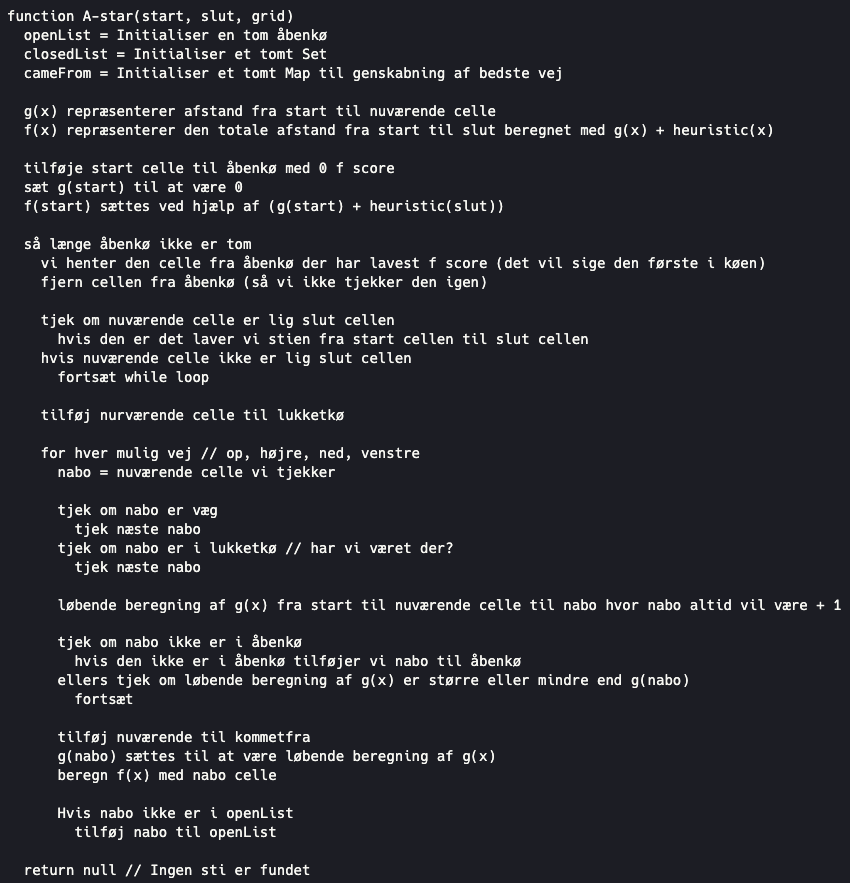 function A-star(start, slut, grid)
openList = Initialiser en tom åbenkø
closedList = Initialiser et tomt Set
cameFrom = Initialiser et tomt Map til genskabning af bedste vej
g(x) repræsenterer afstand fra start til nuværende celle
f(x) repræsenterer den totale afstand fra start til slut beregnet med g(x) + heuristic(x)
tilføje start celle til åbenkø med 0 f score
sæt g(start) til at være 0
f(start) sættes ved hjælp af (g(start) + heuristic(slut))
så længe åbenkø ikke er tom
vi henter den celle fra åbenkø der har lavest f score (det vil sige den første i køen)
fjern cellen fra åbenkø (så vi ikke tjekker den igen)
tjek om nuværende celle er lig slut cellen
hvis den er det laver vi stien fra start cellen til slut cellen
hvis nuværende celle ikke er lig slut cellen
fortsæt while loop
tilføj nurværende celle til lukketkø
for hver mulig vej // op, højre, ned, venstre
nabo = nuværende celle vi tjekker
tjek om nabo er væg
tjek næste nabo
tjek om nabo er i lukketkø // har vi været der?
tjek næste nabo
løbende beregning af g(x) fra start til nuværende celle til nabo hvor nabo altid vil være + 1
tjek om nabo ikke er i åbenkø
hvis den ikke er i åbenkø tilføjer vi nabo til åbenkø
ellers tjek om løbende beregning af g(x) er større eller mindre end g(nabo)
fortsæt
tilføj nuværende til kommetfra
g(nabo) sættes til at være løbende beregning af g(x)
beregn f(x) med nabo celle
Hvis nabo ikke er i openList
tilføj nabo til openList
return null // Ingen sti er fundet